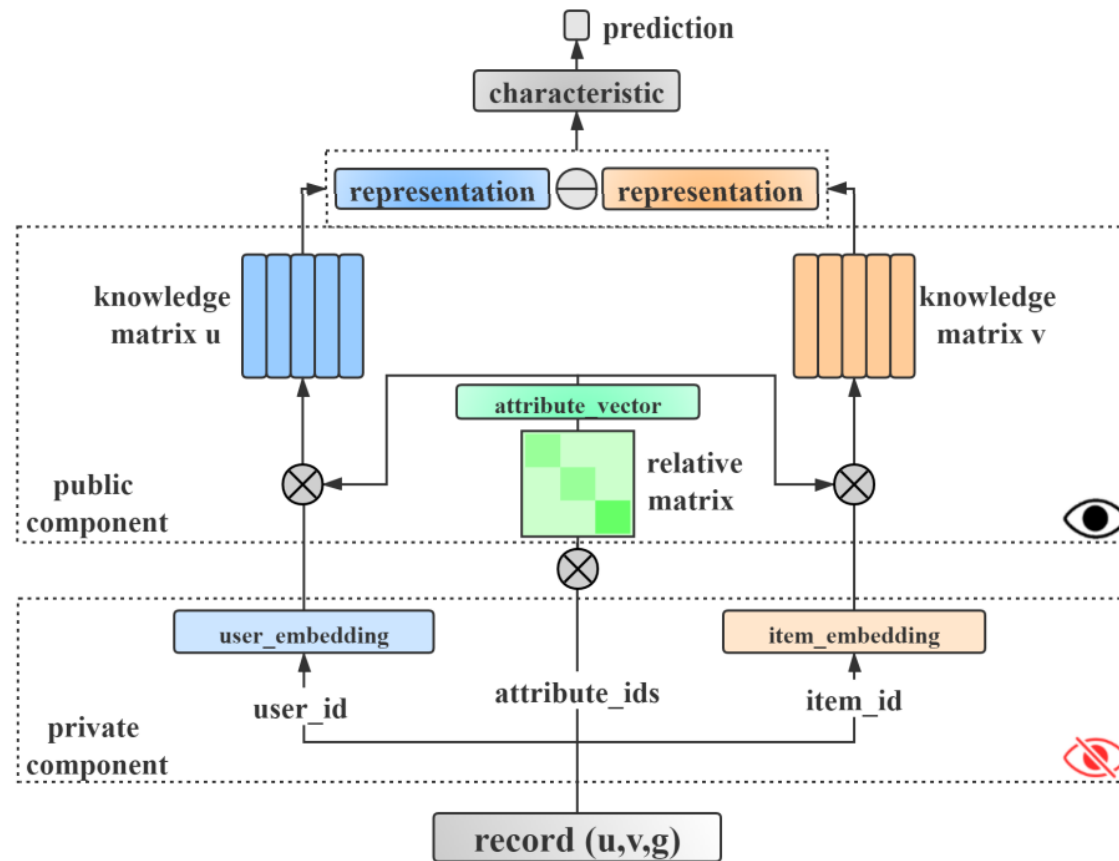 prediction
characteristic
representation
representation
knowledge
matrix u
knowledge
matrix v
attribute_vector
relative
matrix
public
component
user_embedding
item_embedding
user_id
attribute_ids
item_id
private
component
record (u,v,g)